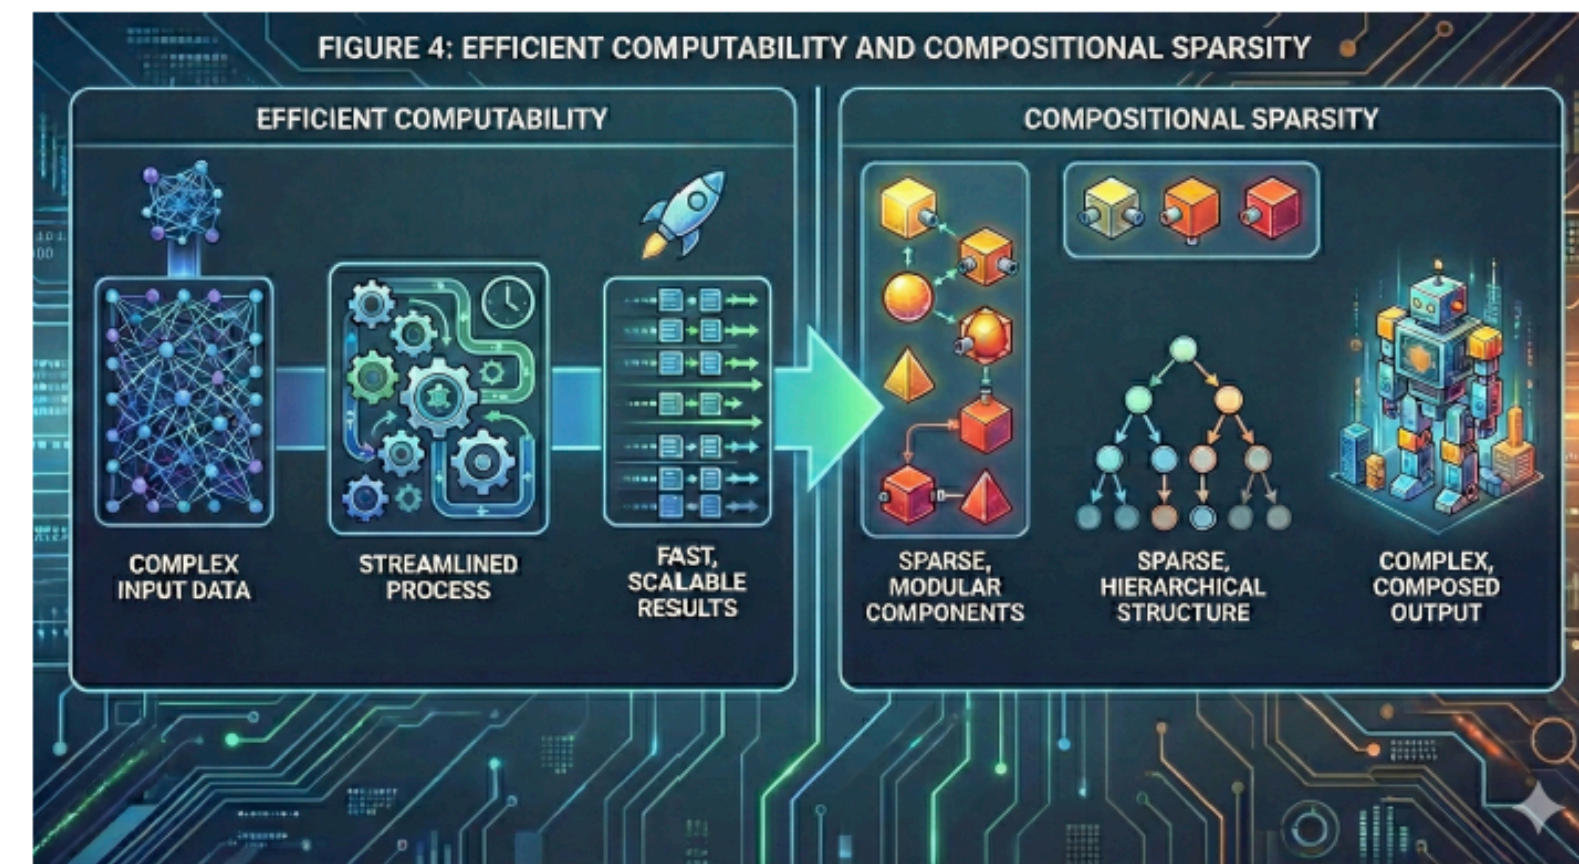 FIGURE 4: EFFICIENT COMPUTABILITY AND COMPOSITIONAL SPARSITY
EFFICIENT COMPUTABILITY
COMPLEX
INPUT DATA
STREAMLINED
PROCESS
FAST,
SCALABLE
RESULTS
COMPOSITIONAL SPARSITY
SPARSE,
MODULAR
COMPONENTS
SPARSE,
HIERARCHICAL
STRUCTURE
COMPLEX,
COMPOSED
OUTPUT